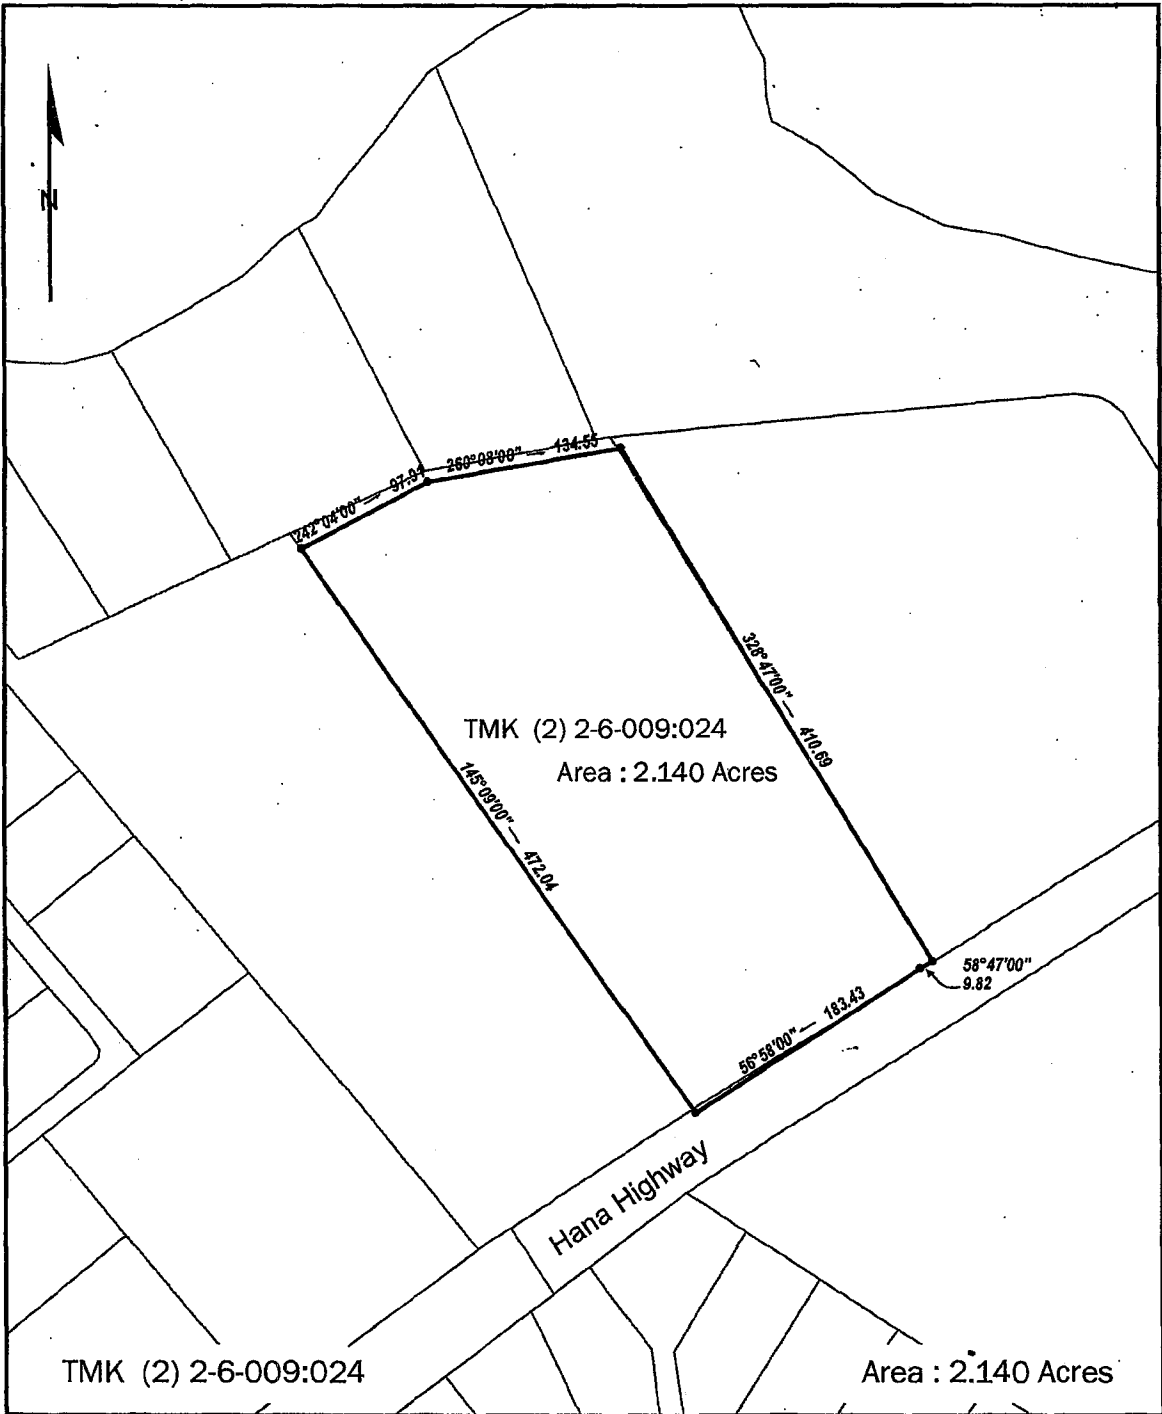 N
260°08'00" — 134.55
242°04'00" — 97.91
328°47'00" — 410.69
TMK (2) 2-6-009:024
Area : 2.140 Acres
145°09'00" — 472.04
58°47'00"
9.82
56°58'00" — 183.43
Hana Highway
TMK (2) 2-6-009:024
Area : 2.140 Acres